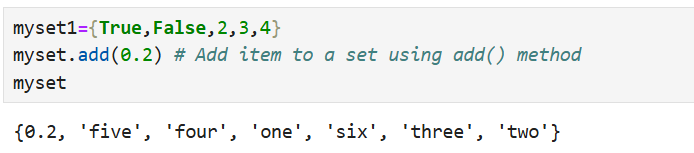 myset1={True,False,2,3,4}
myset.add(0.2) # Add item to a set using add() method
myset
{0.2, 'five', 'four', 'one', 'six', 'three', 'two'}